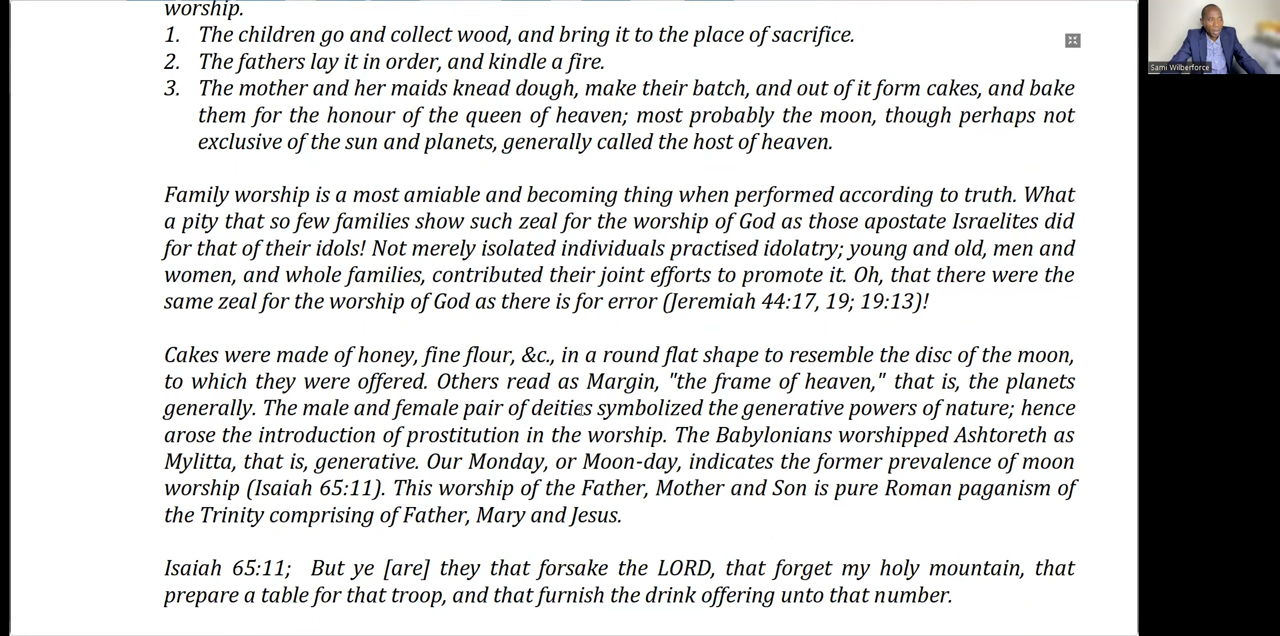 worship.
1. The children go and collect wood, and bring it to the place of sacrifice.
2. The fathers lay it in order, and kindle a fire.
3. The mother and her maids knead dough, make their batch, and out of it form cakes, and bake
them for the honour of the queen of heaven; most probably the moon, though perhaps not
exclusive of the sun and planets, generally called the host of heaven.
Family worship is a most amiable and becoming thing when performed according to truth. What
a pity that so few families show such zeal for the worship of God as those apostate Israelites did
for that of their idols! Not merely isolated individuals practised idolatry; young and old, men and
women, and whole families, contributed their joint efforts to promote it. Oh, that there were the
same zeal for the worship of God as there is for error (Jeremiah 44:17, 19; 19:13)!
Cakes were made of honey, fine flour, &c., in a round flat shape to resemble the disc of the moon,
to which they were offered. Others read as Margin, "the frame of heaven," that is, the planets
generally. The male and female pair of deities symbolized the generative powers of nature; hence
arose the introduction of prostitution in the worship. The Babylonians worshipped Ashtoreth as
Mylitta, that is, generative. Our Monday, or Moon-day, indicates the former prevalence of moon
worship (Isaiah 65:11). This worship of the Father, Mother and Son is pure Roman paganism of
the Trinity comprising of Father, Mary and Jesus.
Isaiah 65:11; But ye [are] they that forsake the LORD, that forget my holy mountain, that
prepare a table for that troop, and that furnish the drink offering unto that number.
Sami Wilberforce